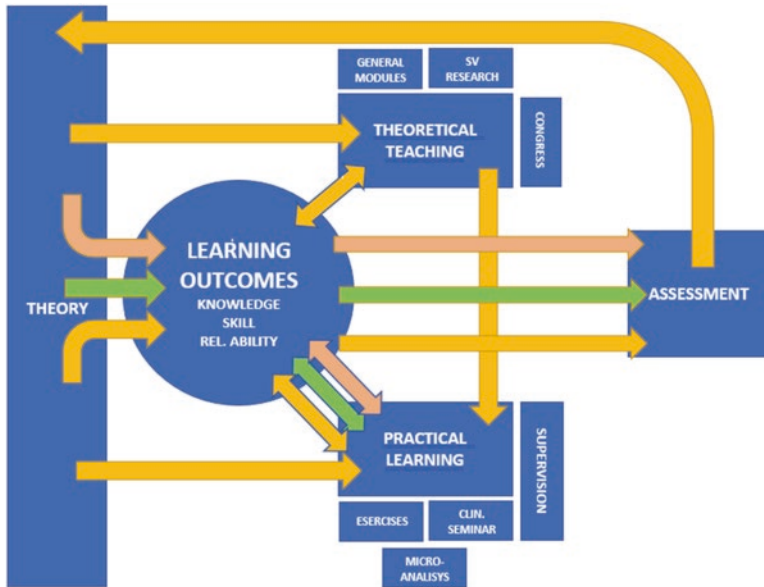 GENERAL
MODULES
SV
RESEARCH
THEORETICAL
TEACHING
CONGRESS
LEARNING
OUTCOMES
KNOWLEDGE
SKILL
REL. ABILITY
THEORY
ASSESSMENT
PRACTICAL
LEARNING
SUPERVISION
ESERCISES
CLIN.
SEMINAR
MICRO-
ANALISYS